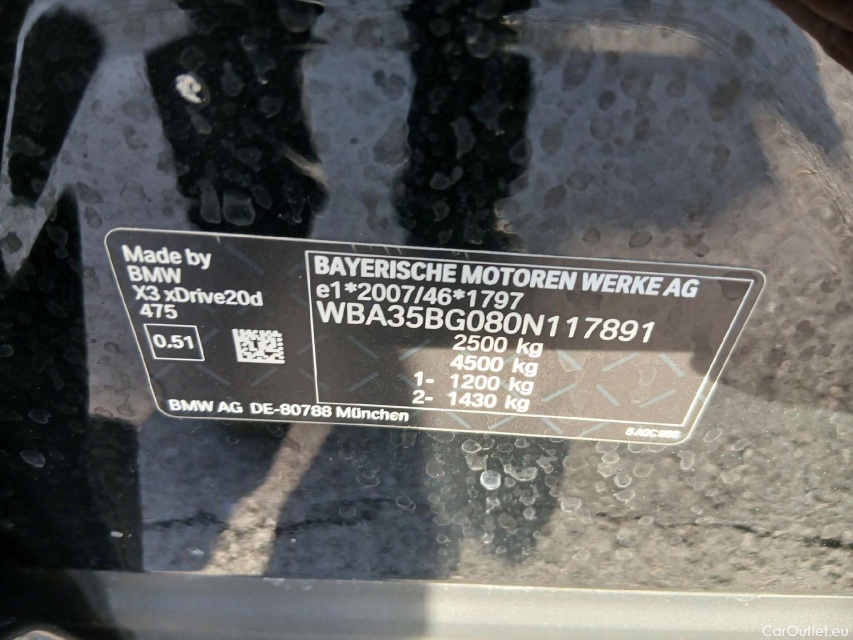 Made by
BMW
X3 xDrive20d
475
0.51
BMW AG DE-80788 München
BAYERISCHE MOTOREN WERKE AG
e1*2007/46*1797
WBA35BG080N117891
2500 kg
4500 kg
1- 1200 kg
2- 1430 kg
CarOutlet.eu